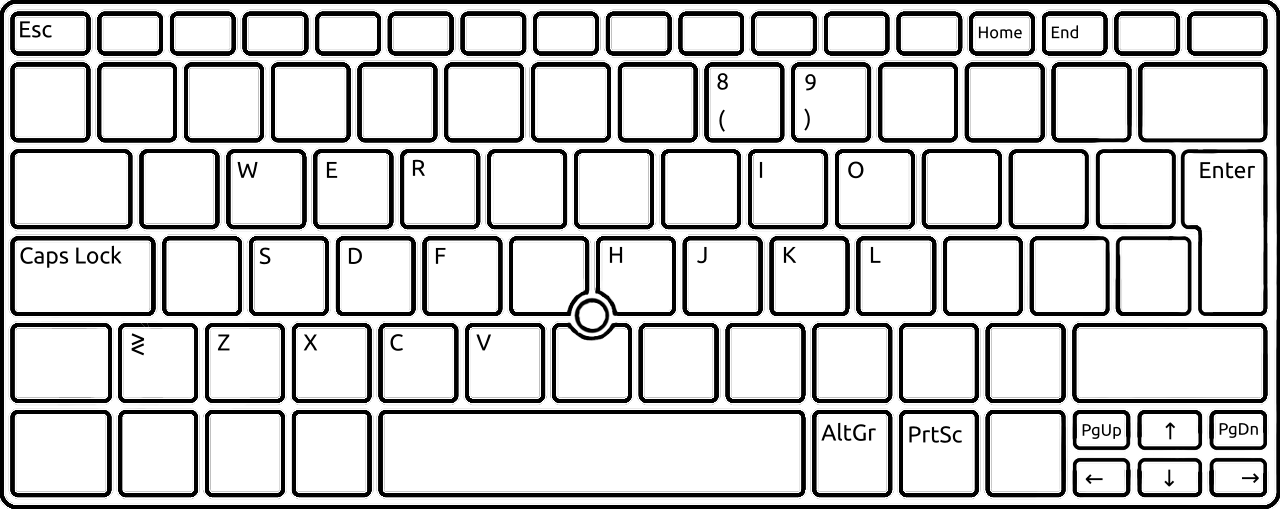 Esc Home End
8 9
( )
W E R I O Enter
Caps Lock S D F H J K L
⋛ Z X C V
AltGr PrtSc PgUp ↑ PgDn
← ↓ →